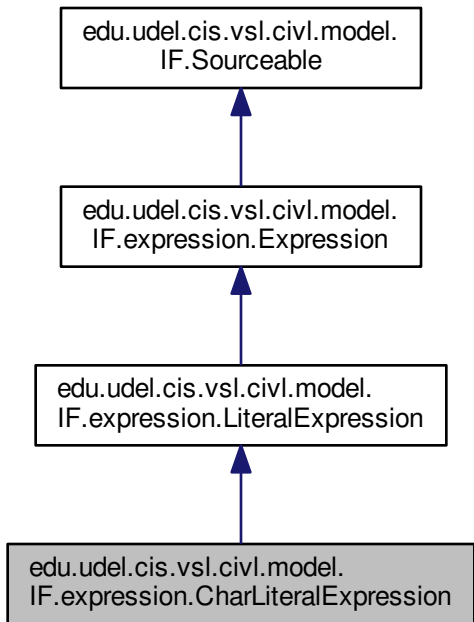 edu.udel.cis.vsl.civl.model.
IF.Sourceable
edu.udel.cis.vsl.civl.model.
IF.expression.Expression
edu.udel.cis.vsl.civl.model.
IF.expression.LiteralExpression
edu.udel.cis.vsl.civl.model.
IF.expression.CharLiteralExpression